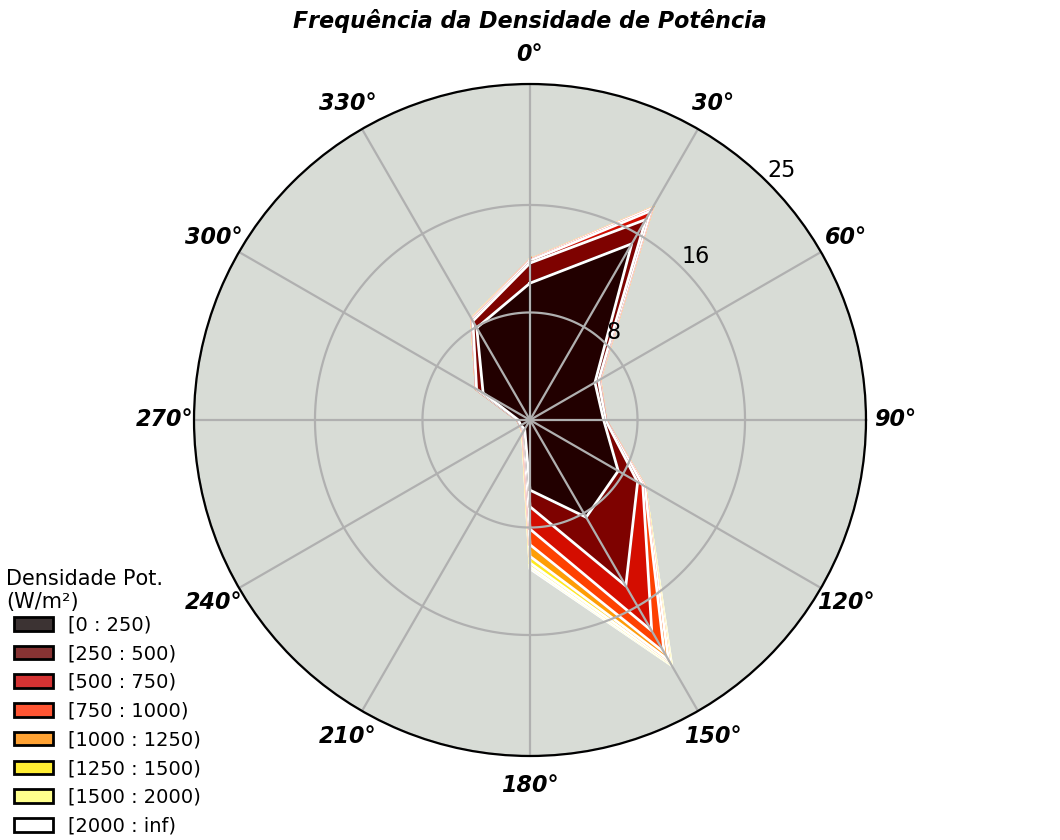 Frequência da Densidade de Potência
0°
330°
30°
25
300°
60°
16
8
270°
90°
240°
120°
210°
150°
180°
Densidade Pot.
(W/m²)
[0 : 250)
[250 : 500)
[500 : 750)
[750 : 1000)
[1000 : 1250)
[1250 : 1500)
[1500 : 2000)
[2000 : inf)